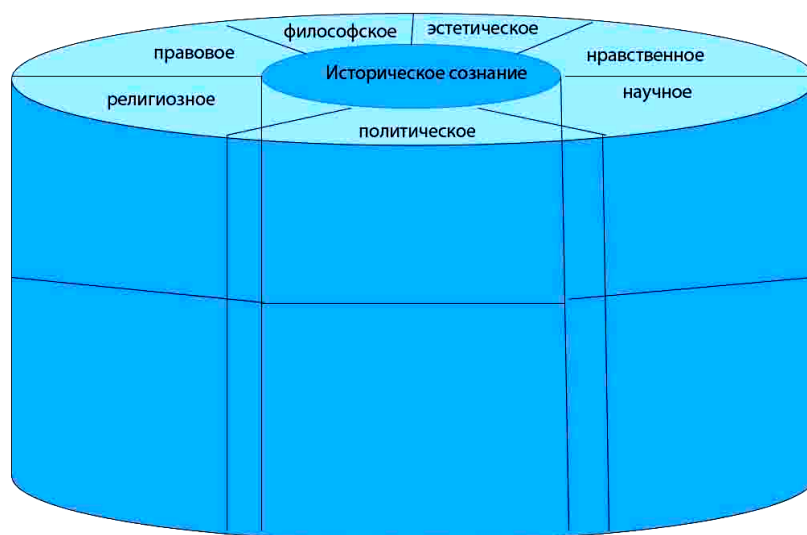 философское
эстетическое
правовое
нравственное
Историческое сознание
религиозное
научное
политическое